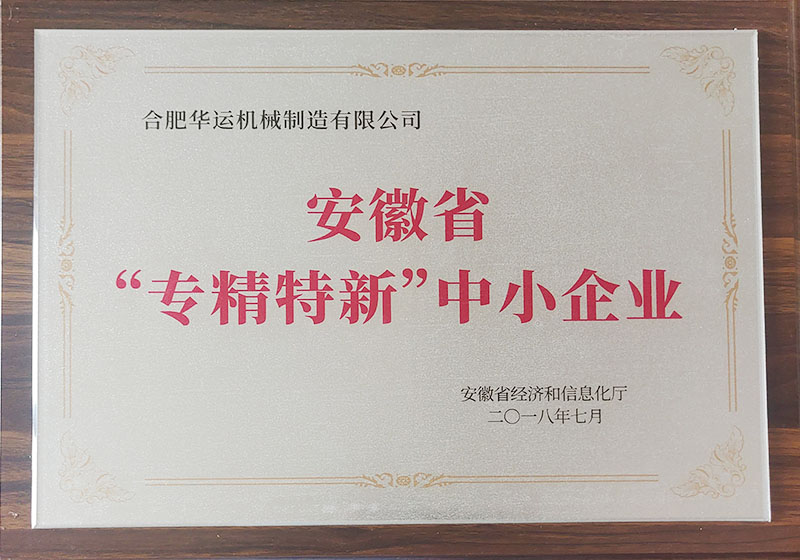 合肥华运机械制造有限公司
安徽省
“专精特新”中小企业
安徽省经济和信息化厅
二〇一八年七月